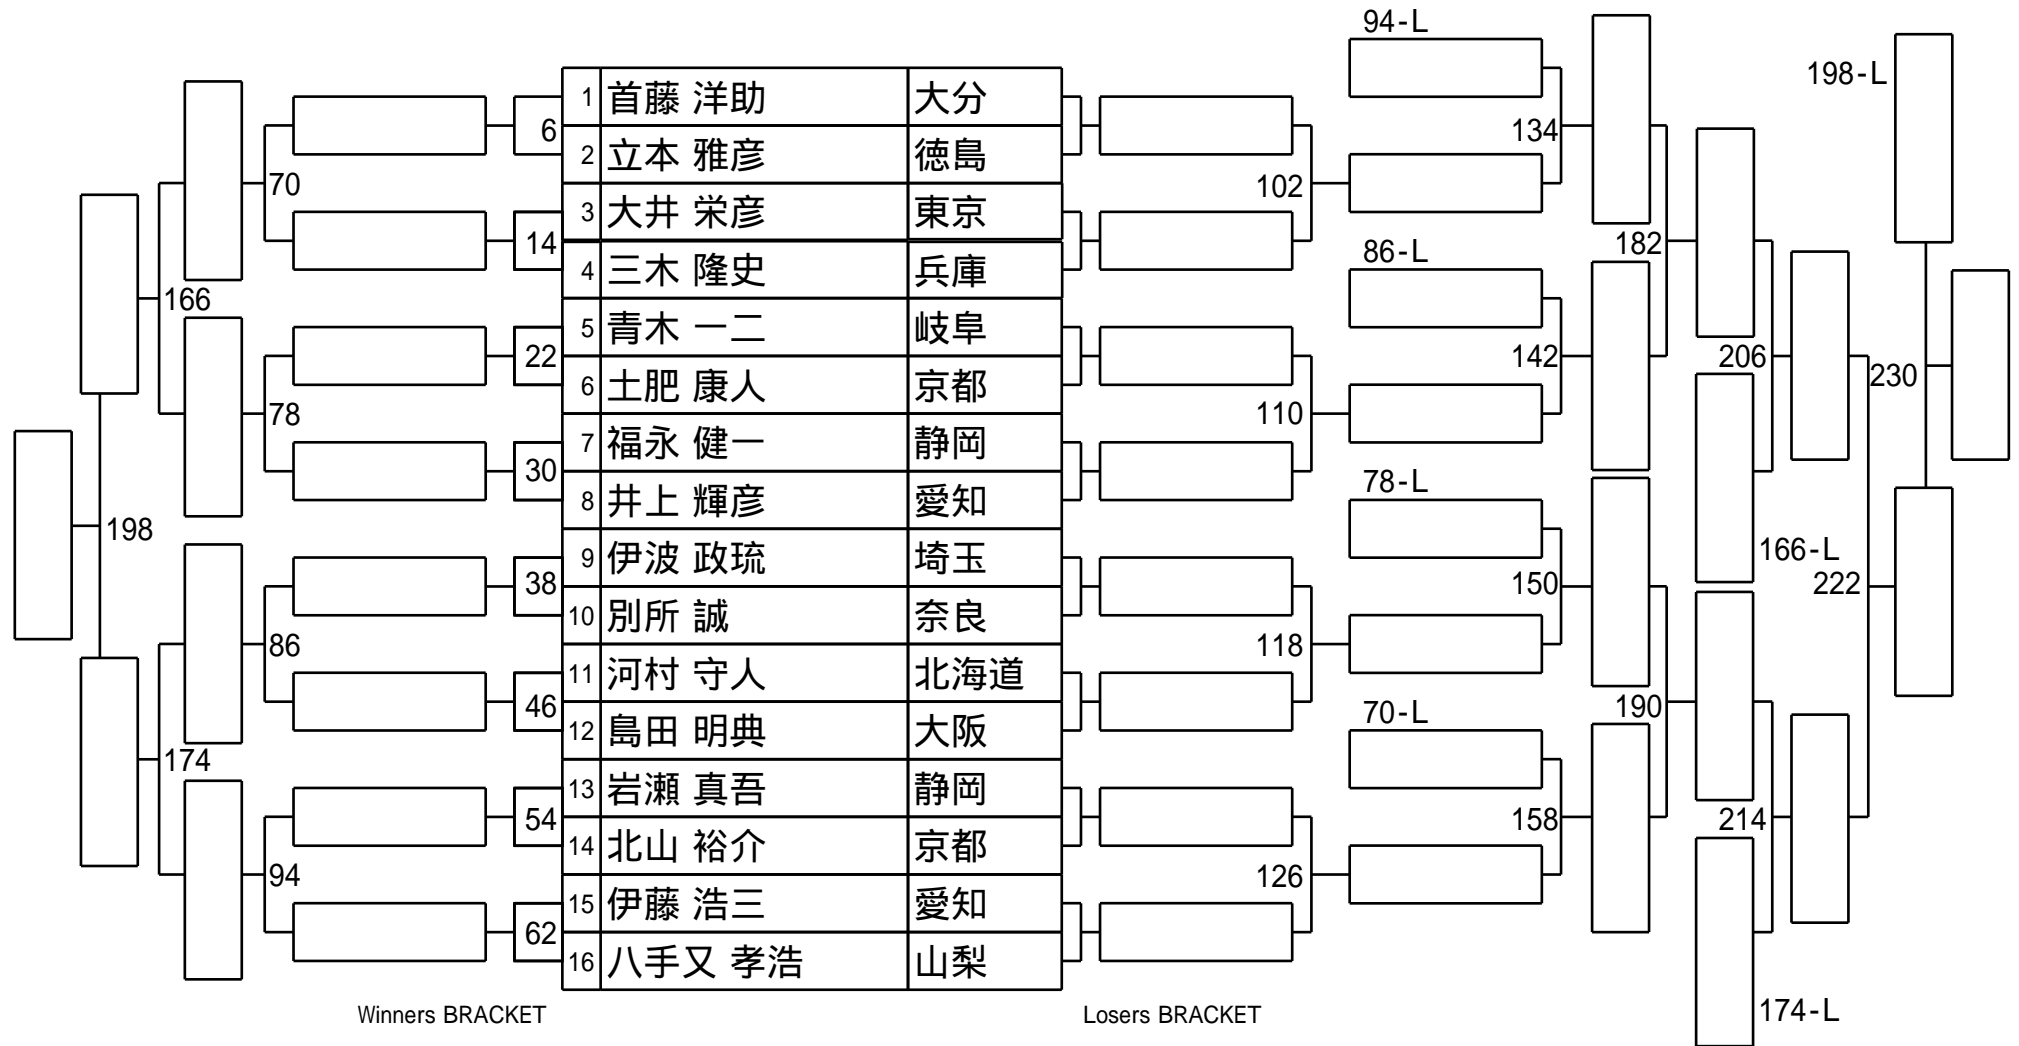 94-L
198-L
1 首藤 洋助 大分
6 134
2 立本 雅彦 徳島
70 102
3 大井 栄彦 東京
14 182
4 三木 隆史 兵庫 86-L
166
5 青木 一二 岐阜
22 142 206
6 土肥 康人 京都 230
78 110
7 福永 健一 静岡
30 78-L
8 井上 輝彦 愛知
198
9 伊波 政琉 埼玉 166-L
38 150 222
10 別所 誠 奈良
86 118
11 河村 守人 北海道
46 70-L 190
12 島田 明典 大阪
174
13 岩瀬 真吾 静岡
54 158 214
14 北山 裕介 京都
94 126
15 伊藤 浩三 愛知
62
16 八手又 孝浩 山梨
Winners BRACKET Losers BRACKET 174-L